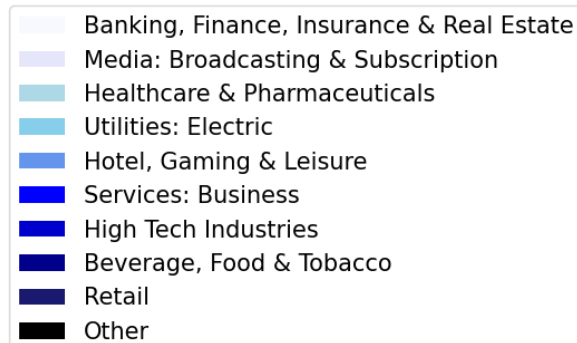 Banking, Finance, Insurance & Real Estate
Media: Broadcasting & Subscription
Healthcare & Pharmaceuticals
Utilities: Electric
Hotel, Gaming & Leisure
Services: Business
High Tech Industries
Beverage, Food & Tobacco
Retail
Other